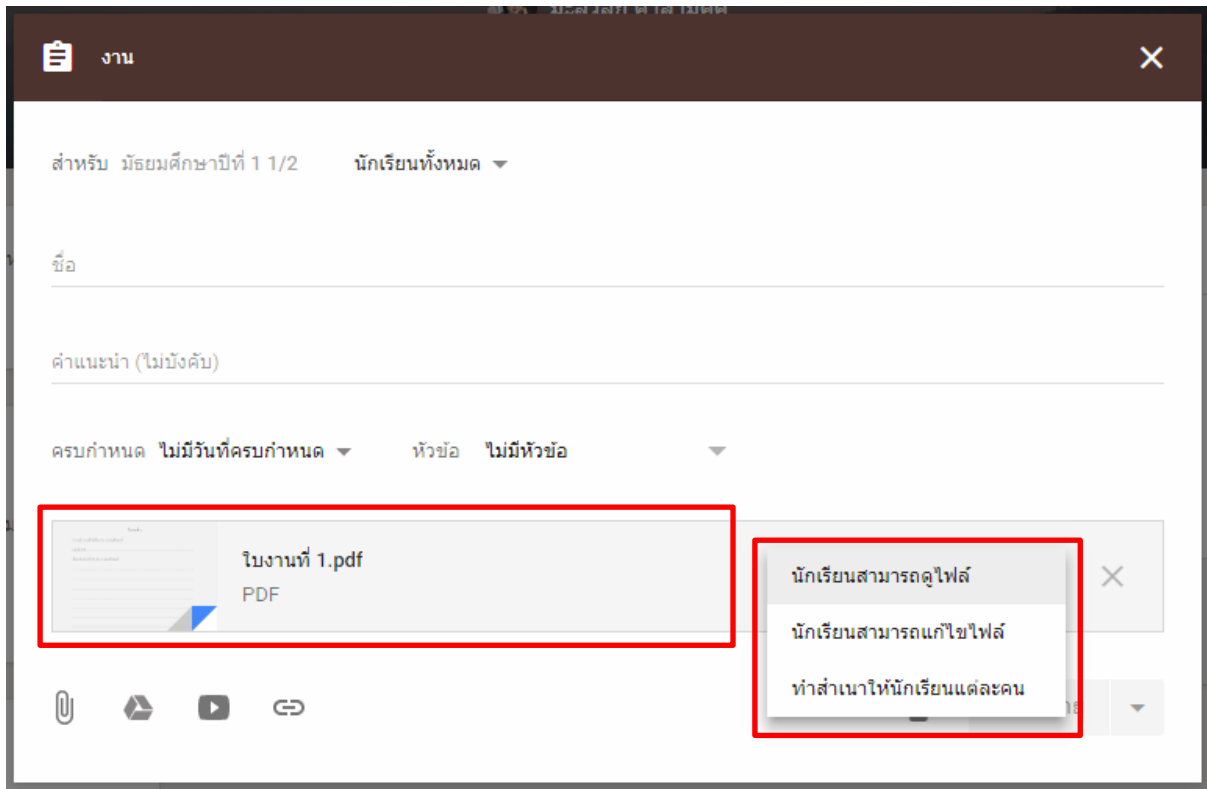 งาน
สำหรับ มัธยมศึกษาปีที่ 1 1/2 นักเรียนทั้งหมด
ชื่อ
คำแนะนำ (ไม่บังคับ)
ครบกำหนด ไม่มีวันที่ครบกำหนด หัวข้อ ไม่มีหัวข้อ
ใบงานที่ 1.pdf
PDF
นักเรียนสามารถดูไฟล์
นักเรียนสามารถแก้ไขไฟล์
ทำสำเนาให้นักเรียนแต่ละคน